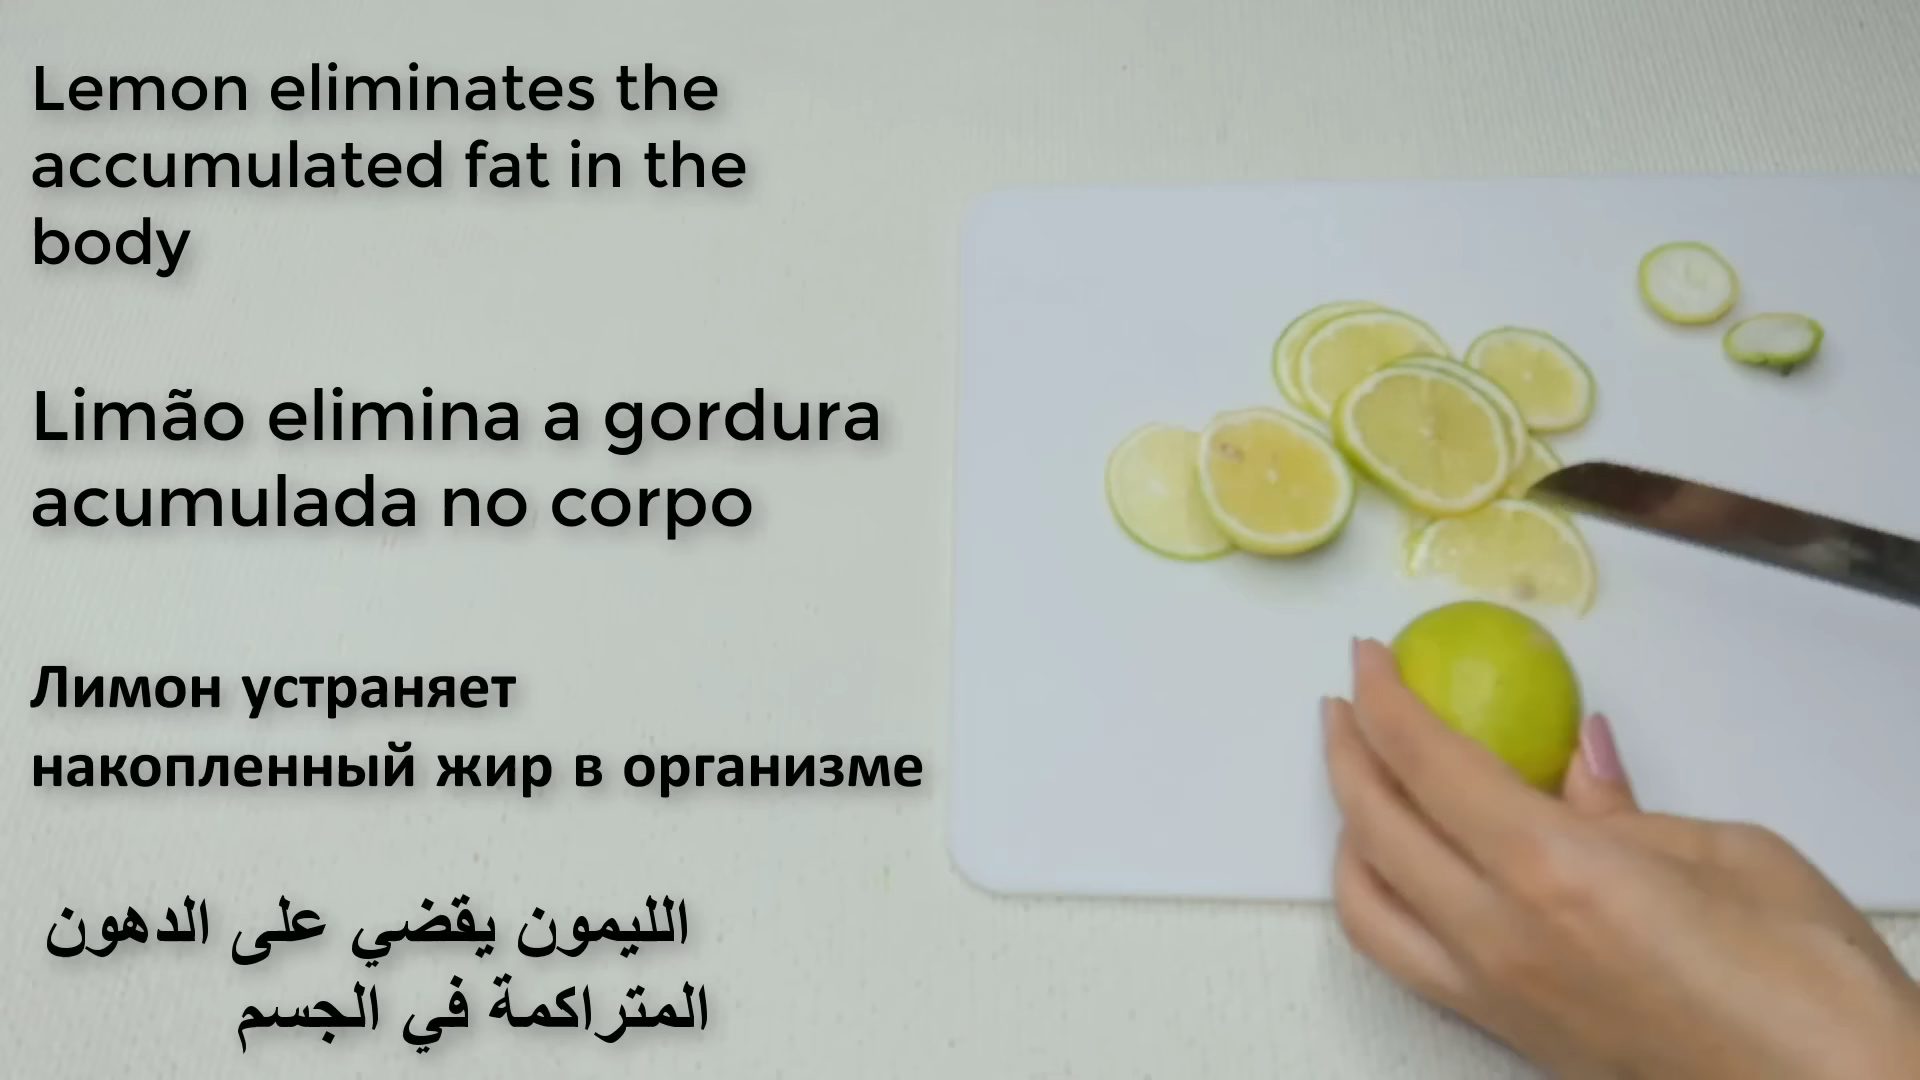 Lemon eliminates the
accumulated fat in the
body
Limão elimina a gordura
acumulada no corpo
Лимон устраняет
накопленный жир в организме
الليمون يقضي على الدهون
المتراكمة في الجسم